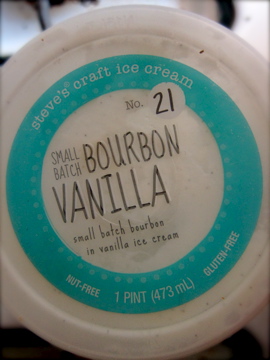 steve's craft ice cream
No. 21
SMALL BATCH BOURBON
VANILLA
small batch bourbon
in vanilla ice cream
NUT-FREE
1 PINT (473 mL)
GLUTEN-FREE